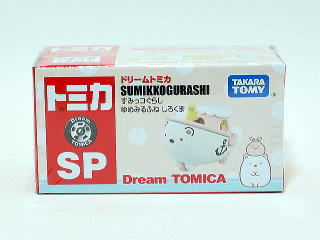 トミカ
Dream
TOMICA
SP
ドリームトミカ
SUMIKKOGURASHI
すみっコぐらし
ゆめみるふね しろくま
TAKARA
TOMY
Dream TOMICA